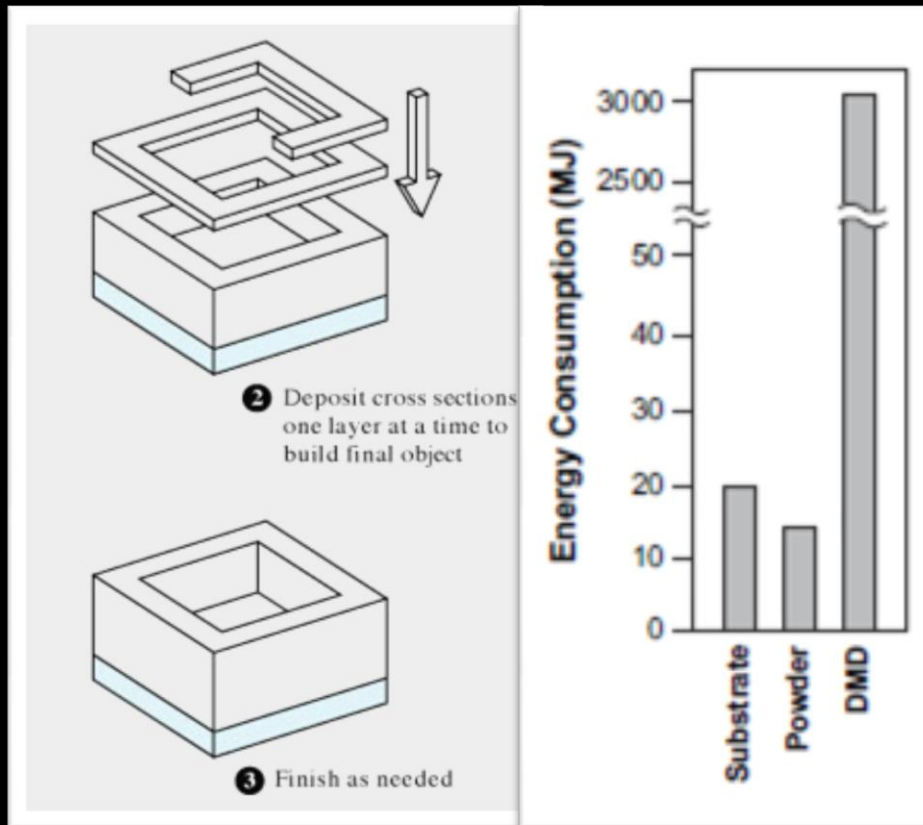 2 Deposit cross sections
one layer at a time to
build final object
3 Finish as needed
Energy Consumption (MJ)
3000
2500
50
40
30
20
10
0
Substrate
Powder
DMD